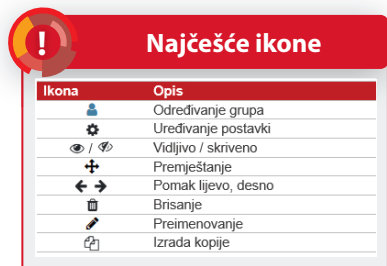 !
Najčešće ikone
Ikona Opis
Određivanje grupa
Uređivanje postavki
/ Vidljivo / skriveno
Premještanje
Pomak lijevo, desno
Brisanje
Preimenovanje
Izrada kopije